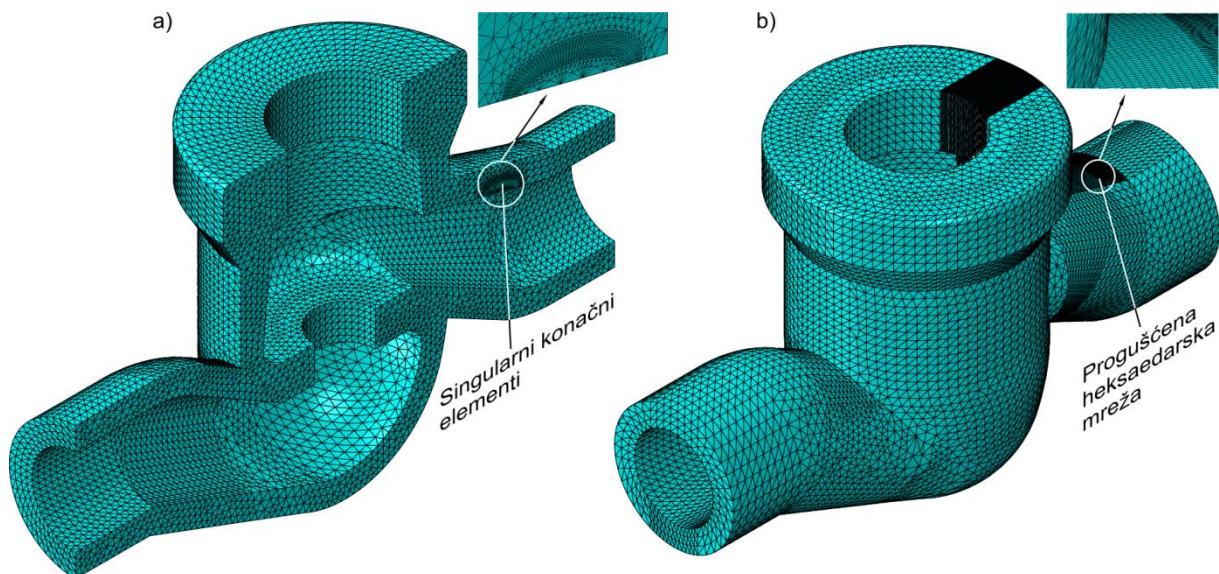 a)
b)
Singularni konačni
elementi
Progušćena
heksaedarska
mreža